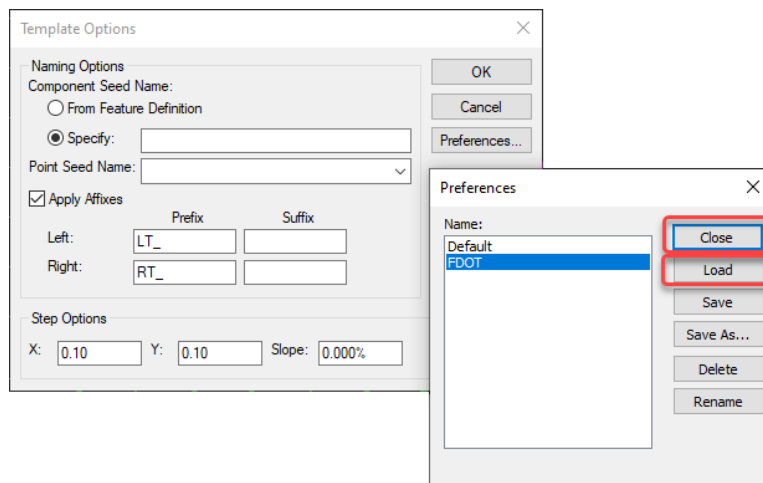 Template Options
Naming Options
Component Seed Name:
From Feature Definition
Specify:
Point Seed Name:
Apply Affixes
Prefix Suffix
Left: LT_
Right: RT_
Step Options
X: 0.10 Y: 0.10 Slope: 0.000%
OK
Cancel
Preferences...
Preferences
Name:
Default
FDOT
Close
Load
Save
Save As...
Delete
Rename